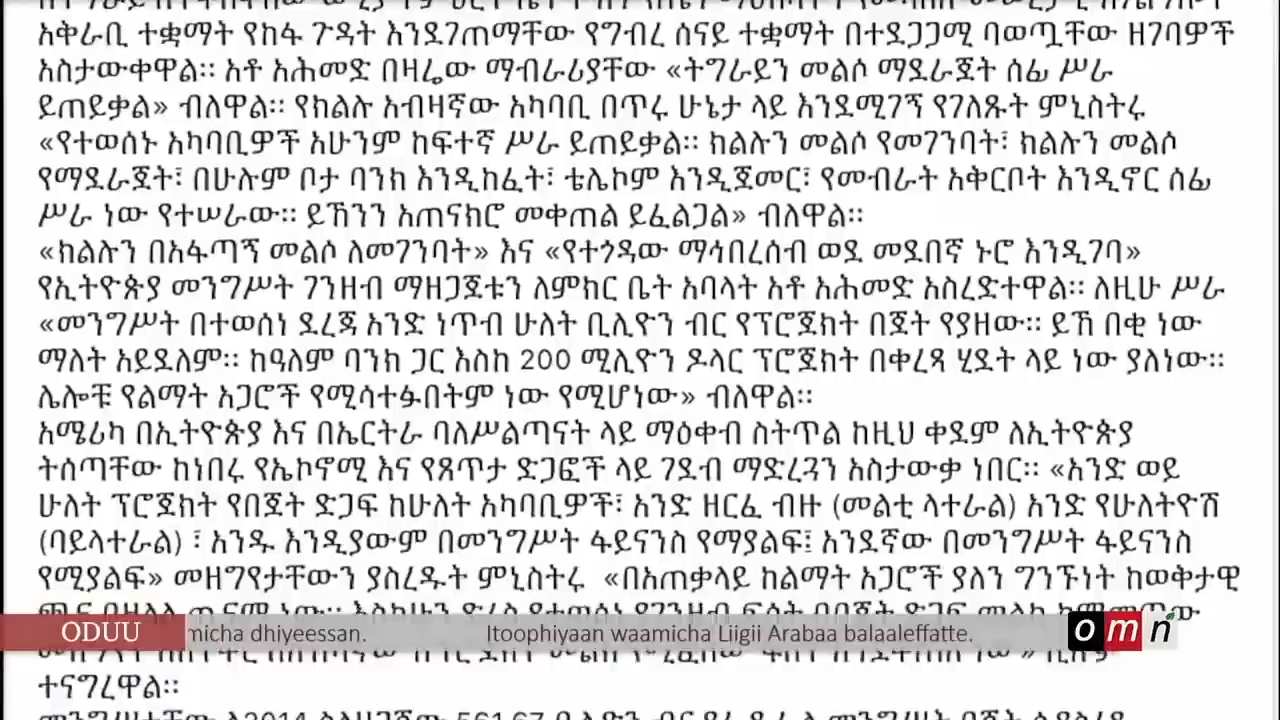 አቅራቢ ተቋማት የከፋ ጉዳት እንደገጠማቸው የግብረ ሰናይ ተቋማት በተደጋጋሚ ባወጧቸው ዘገባዎች
አስታውቀዋል፡፡ አቶ አሕመድ በዛሬው ማብራሪያቸው «ትግራይን መልሶ ማደራጀት ሰፊ ሥራ
ይጠይቃል» ብለዋል፡፡ የክልሉ አብዛኛው አካባቢ በጥሩ ሁኔታ ላይ እንደሚገኝ የገለጹት ምኒስትሩ
«የተወሰኑ አካባቢዎች አሁንም ከፍተኛ ሥራ ይጠይቃል፡፡ ክልሉን መልሶ የመገንባት፣ ክልሉን መልሶ
የማደራጀት፣ በሁሉም ቦታ ባንክ እንዲከፈት፣ ቴሌኮም እንዲጀመር፣ የመብራት አቅርቦት እንዲኖር ሰፊ
ሥራ ነው የተሠራው፡፡ ይኸንን አጠናክሮ መቀጠል ይፈልጋል» ብለዋል፡፡
«ክልሉን በአፋጣኝ መልሶ ለመገንባት» እና «የተጎዳው ማኅበረሰብ ወደ መደበኛ ኑሮ እንዲገባ»
የኢትዮጵያ መንግሥት ገንዘብ ማዘጋጀቱን ለምክር ቤት አባላት አቶ አሕመድ አስረድተዋል፡፡ ለዚሁ ሥራ
«መንግሥት በተወሰነ ደረጃ አንድ ነጥብ ሁለት ቢሊዮን ብር የፕሮጀክት በጀት የያዘው፡፡ ይኸ በቂ ነው
ማለት አይደለም፡፡ ከዓለም ባንክ ጋር እስከ 200 ሚሊዮን ዶላር ፕሮጀክት በቀረጻ ሂደት ላይ ነው ያለነው፡፡
ሌሎቹ የልማት አጋሮች የሚሳተፉበትም ነው የሚሆነው» ብለዋል፡፡
አሜሪካ በኢትዮጵያ እና በኤርትራ ባለሥልጣናት ላይ ማዕቀብ ስትጥል ከዚህ ቀደም ለኢትዮጵያ
ትሰጣቸው ከነበሩ የኤኮኖሚ እና የጸጥታ ድጋፎች ላይ ገደብ ማድረጓን አስታውቃ ነበር፡፡ «አንድ ወይ
ሁለት ፕሮጀክት የበጀት ድጋፍ ከሁለት አካባቢዎች፣ አንድ ዘርፈ ብዙ (መልቲ ላተራል) አንድ የሁለትዮሽ
(ባይላተራል) ፣ አንዱ እንዲያውም በመንግሥት ፋይናንስ የማያልፍ፤ አንደኛው በመንግሥት ፋይናንስ
የሚያልፍ» መዘግየታቸውን ያስረዱት ምኒስትሩ «በአጠቃላይ ከልማት አጋሮች ያለን ግንኙነት ከወቅታዊ
ODUU micha dhiyeessan. Itoophiyaan waamicha Liigii Arabaa balaaleffatte. omn
ተናግረዋል፡፡